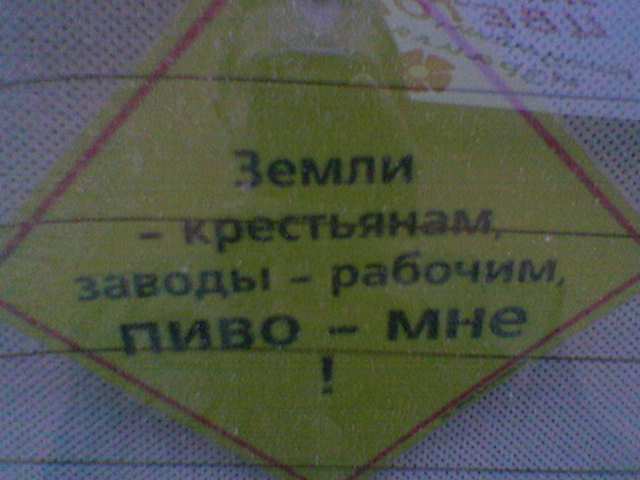 Земли
- крестьянам,
заводы – рабочим,
пиво – мне
!